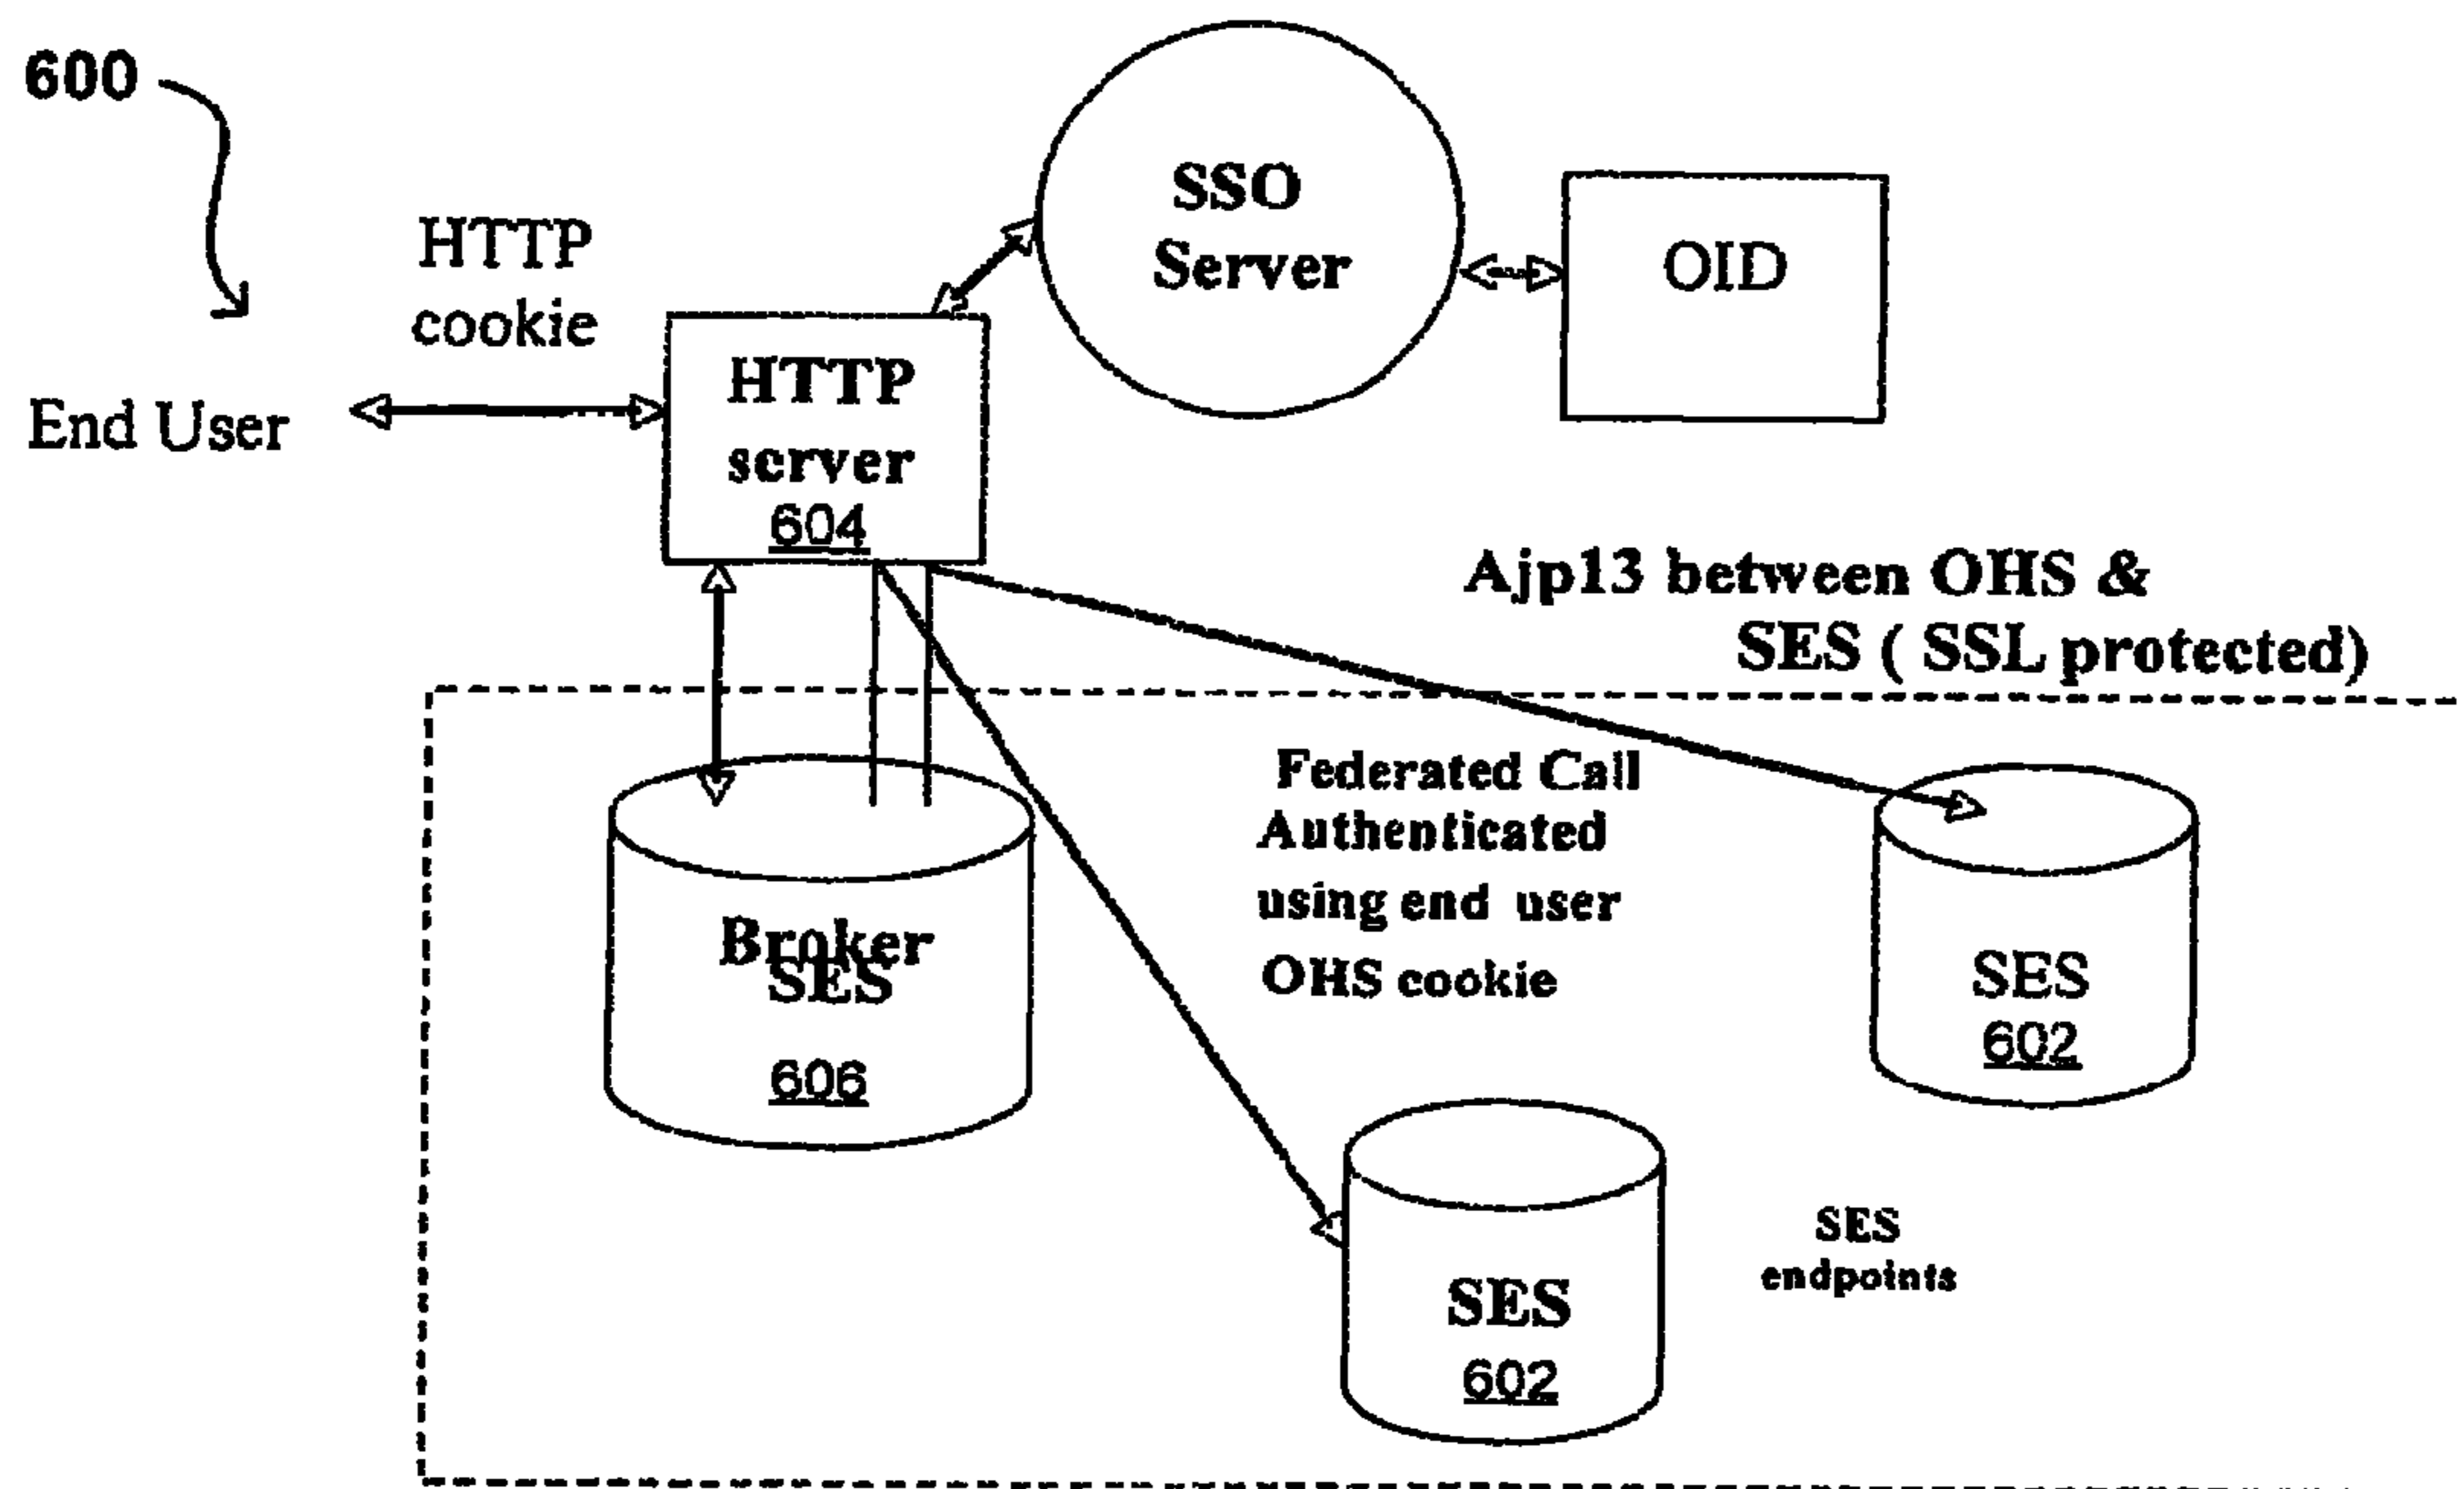 600
HTTP
cookie
End User
HTTP
server
604
SSO
Server
OID
Ajp13 between OHS &
SES ( SSL protected)
Broker
SES
606
Federated Call
Authenticated
using end user
OHS cookie
SES
602
SES
602
SES
endpoints